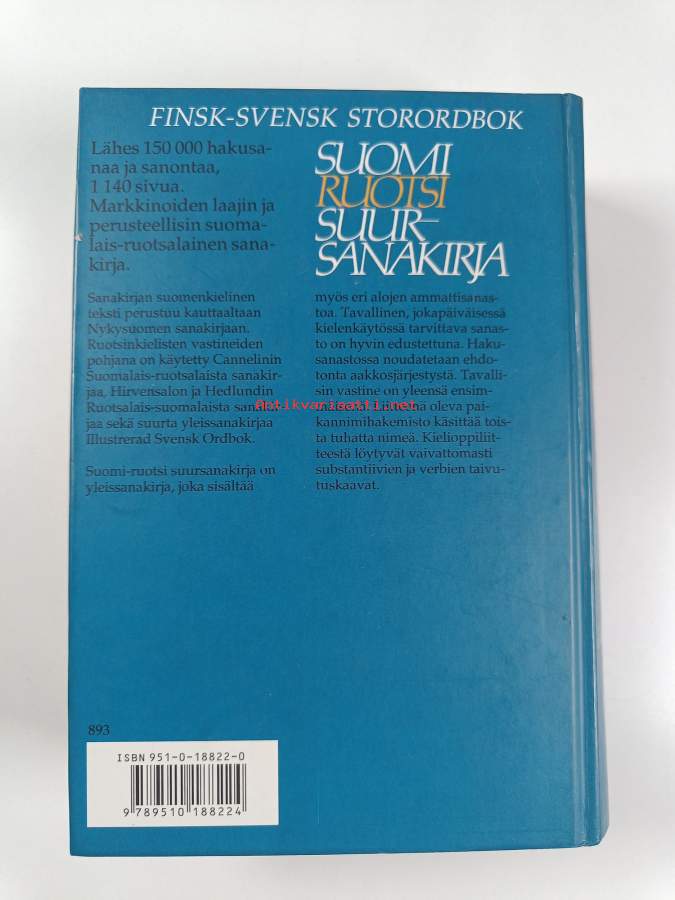 FINSK-SVENSK STORORDBOK
Lähes 150 000 hakusa-
naa ja sanontaa,
1 140 sivua.
Markkinoiden laajin ja
perusteellisin suoma-
lais-ruotsalainen sana-
kirja.
SUOMI
RUOTSI
SUUR-
SANAKIRJA
Sanakirjan suomenkielinen
teksti perustuu kauttaaltaan
Nykysuomen sanakirjaan.
Ruotsinkielisten vastineiden
pohjana on käytetty Cannelinin
Suomalais-ruotsalaista sanakir-
jaa, Hirvensalon ja Hedlundin
Ruotsalais-suomalaista sanakir-
jaa sekä suurta yleissanakirjaa
Illustrerad Svensk Ordbok.
Suomi-ruotsi suursanakirja on
yleissanakirja, joka sisältää
myös eri alojen ammattisanas-
toa. Tavallinen, jokapäiväisessä
kielenkäytössä tarvittava sanas-
to on hyvin edustettuna. Haku-
sanastossa noudatetaan ehdo-
tonta aakkosjärjestystä. Tavalli-
sin vastine on yleensä ensim-
oleva pai-
kannimihakemisto käsittää tois-
ta tuhatta nimeä. Kielioppiliit-
teestä löytyvät vaivattomasti
substantiivien ja verbien taivu-
tuskaavat.
Antikvariaatti.net
893
ISBN 951-0-18822-0
9 789510 188224